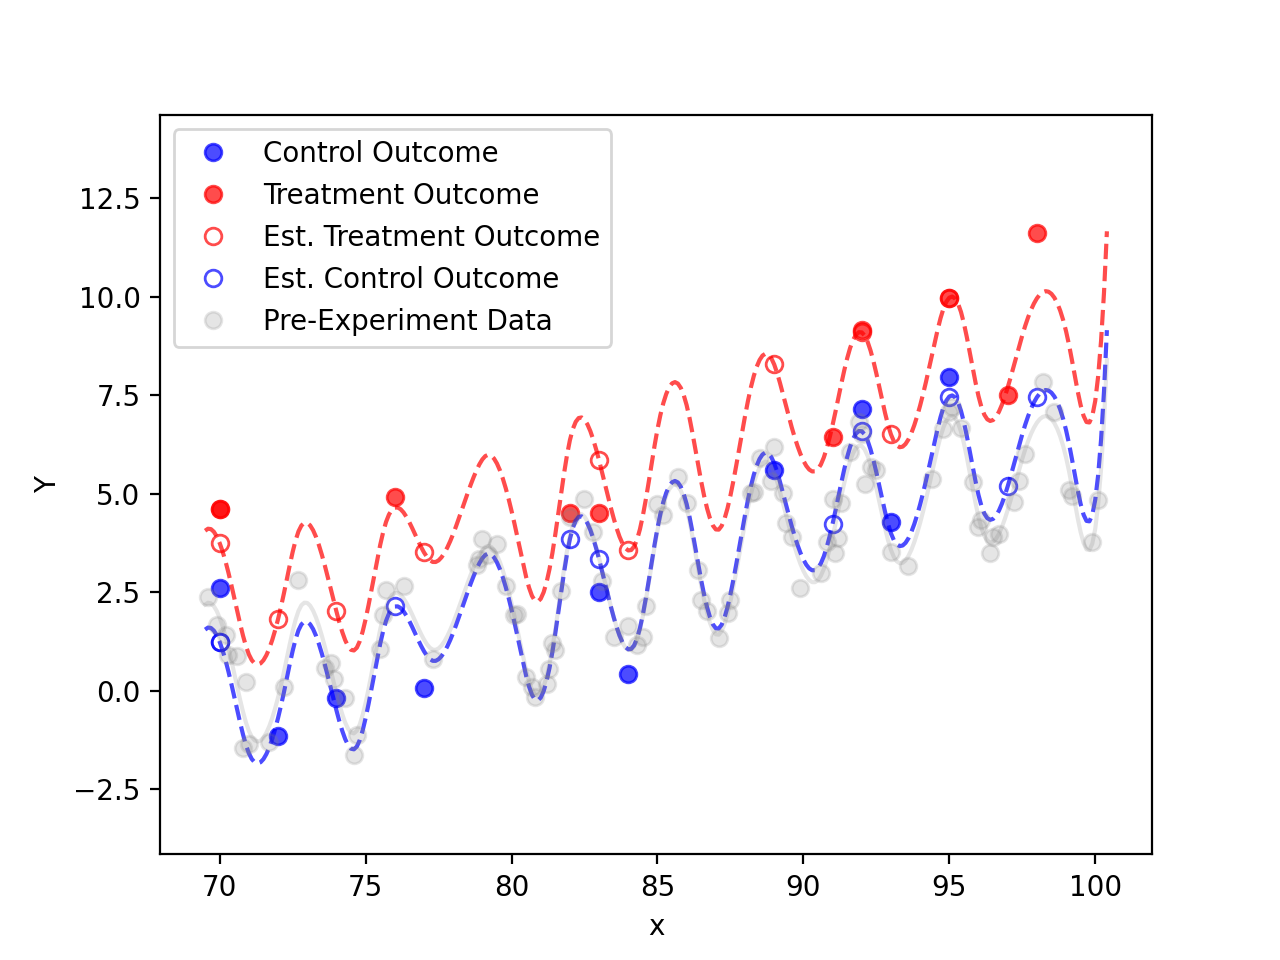 Control Outcome
Treatment Outcome
Est. Treatment Outcome
Est. Control Outcome
Pre-Experiment Data
12.5
10.0
7.5
5.0
2.5
0.0
−2.5
Y
70 75 80 85 90 95 100
x